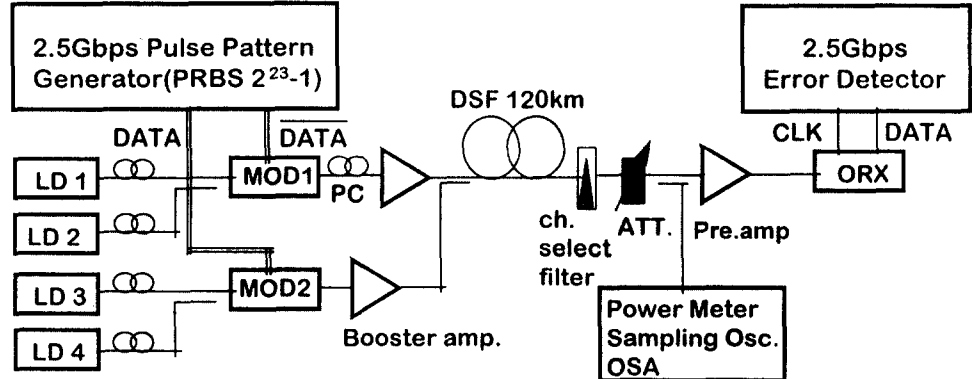 2.5Gbps Pulse Pattern
Generator(PRBS 2²³-1)
2.5Gbps
Error Detector
DSF 120km
DATA
DATA
CLK
DATA
LD 1
MOD1
PC
ORX
LD 2
ch.
select
filter
ATT.
Pre.amp
LD 3
MOD2
Booster amp.
LD 4
Power Meter
Sampling Osc.
OSA